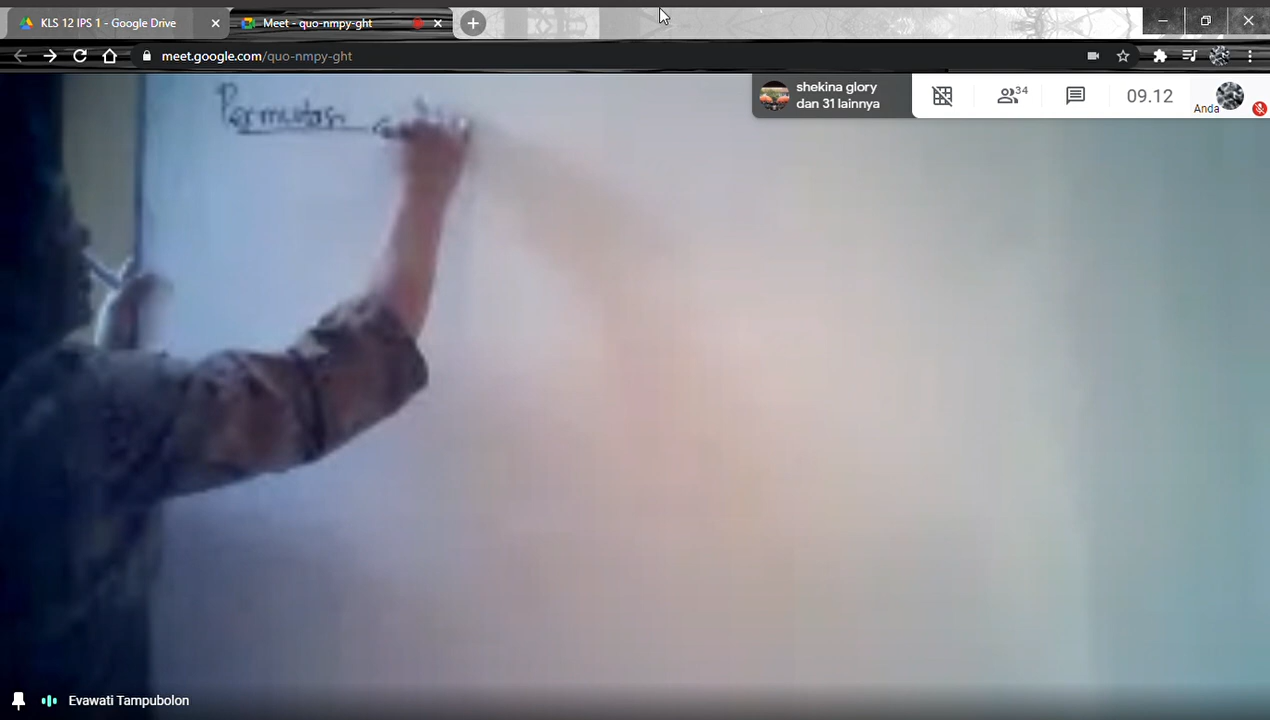 KLS 12 IPS 1 - Google Drive
Meet - quo-nmpy-ght
meet.google.com/quo-nmpy-ght
Permutasi
shekina glory
dan 31 lainnya
34
09.12
Anda
Evawati Tampubolon